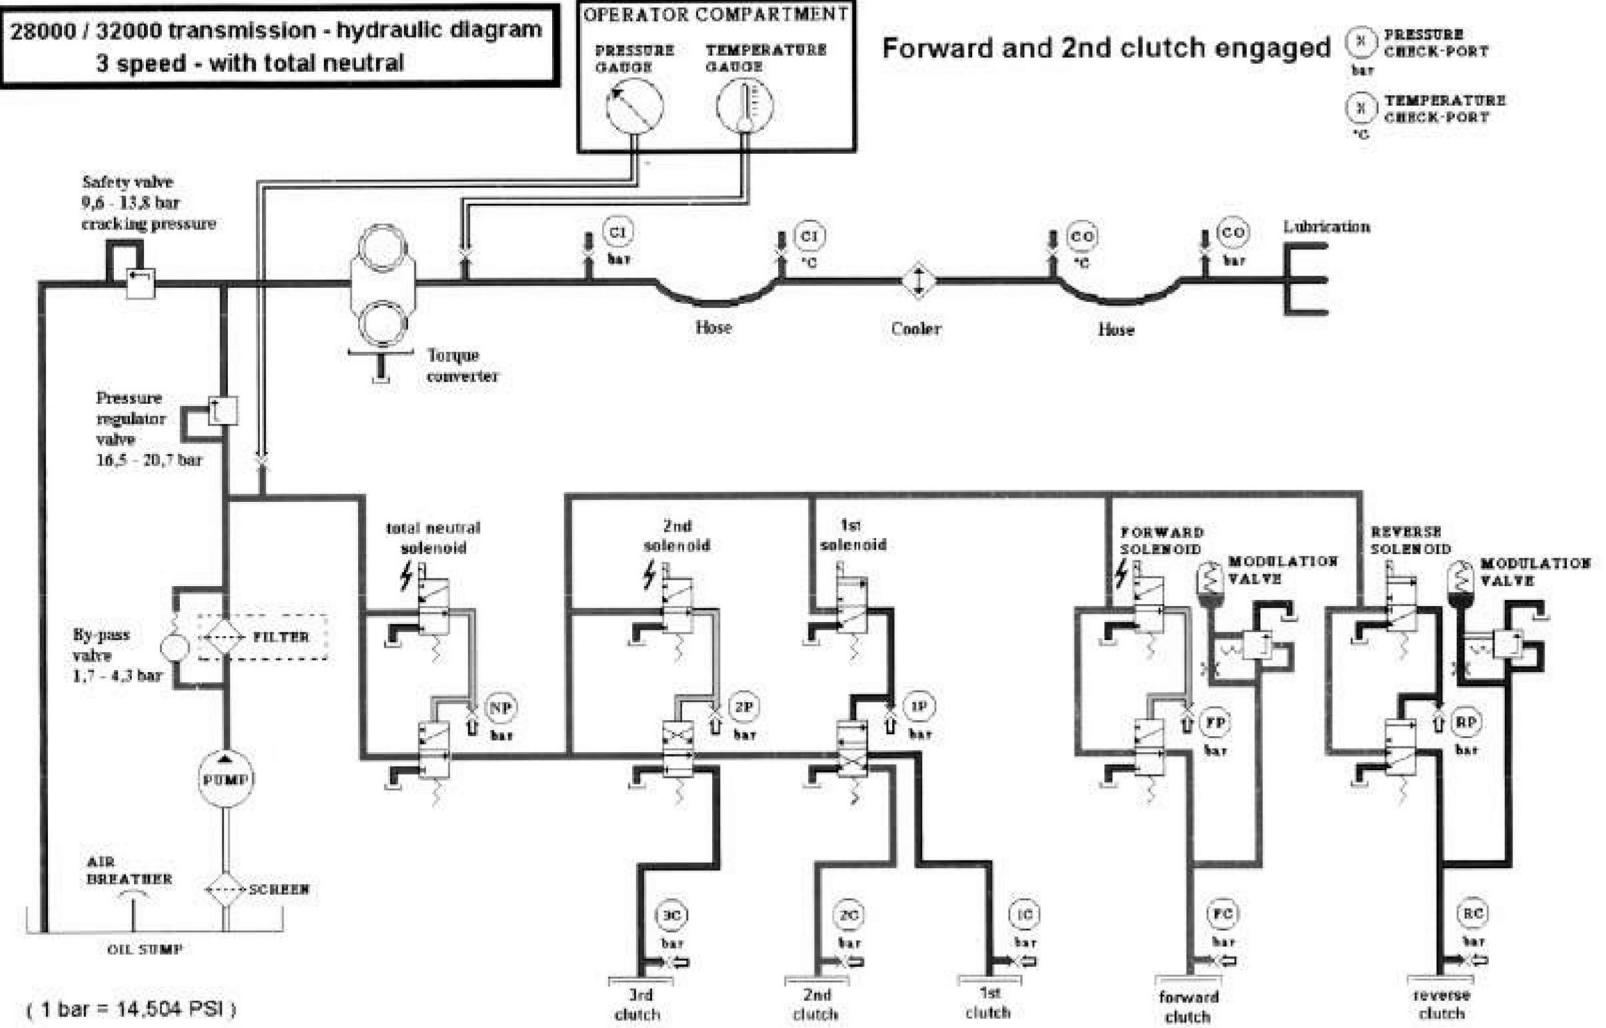 28000 / 32000 transmission - hydraulic diagram
3 speed - with total neutral
OPERATOR COMPARTMENT
PRESSURE
GAUGE
TEMPERATURE
GAUGE
Forward and 2nd clutch engaged
X
bar
PRESSURE
CHECK-PORT
X
°C
TEMPERATURE
CHECK-PORT
Safety valve
9,6 - 13,8 bar
cracking pressure
CI
bar
CI
°C
CO
°C
CO
bar
Lubrication
Hose
Cooler
Hose
Torque
converter
Pressure
regulator
valve
16,5 - 20,7 bar
total neutral
solenoid
2nd
solenoid
1st
solenoid
FORWARD
SOLENOID
MODULATION
VALVE
REVERSE
SOLENOID
MODULATION
VALVE
By-pass
valve
1,7 - 4,3 bar
FILTER
NP
bar
2P
bar
1P
bar
FP
bar
RP
bar
PUMP
AIR
BREATHER
SCREEN
OIL SUMP
3C
bar
2C
bar
1C
bar
FC
bar
RC
bar
3rd
clutch
2nd
clutch
1st
clutch
forward
clutch
reverse
clutch
( 1 bar = 14,504 PSI )